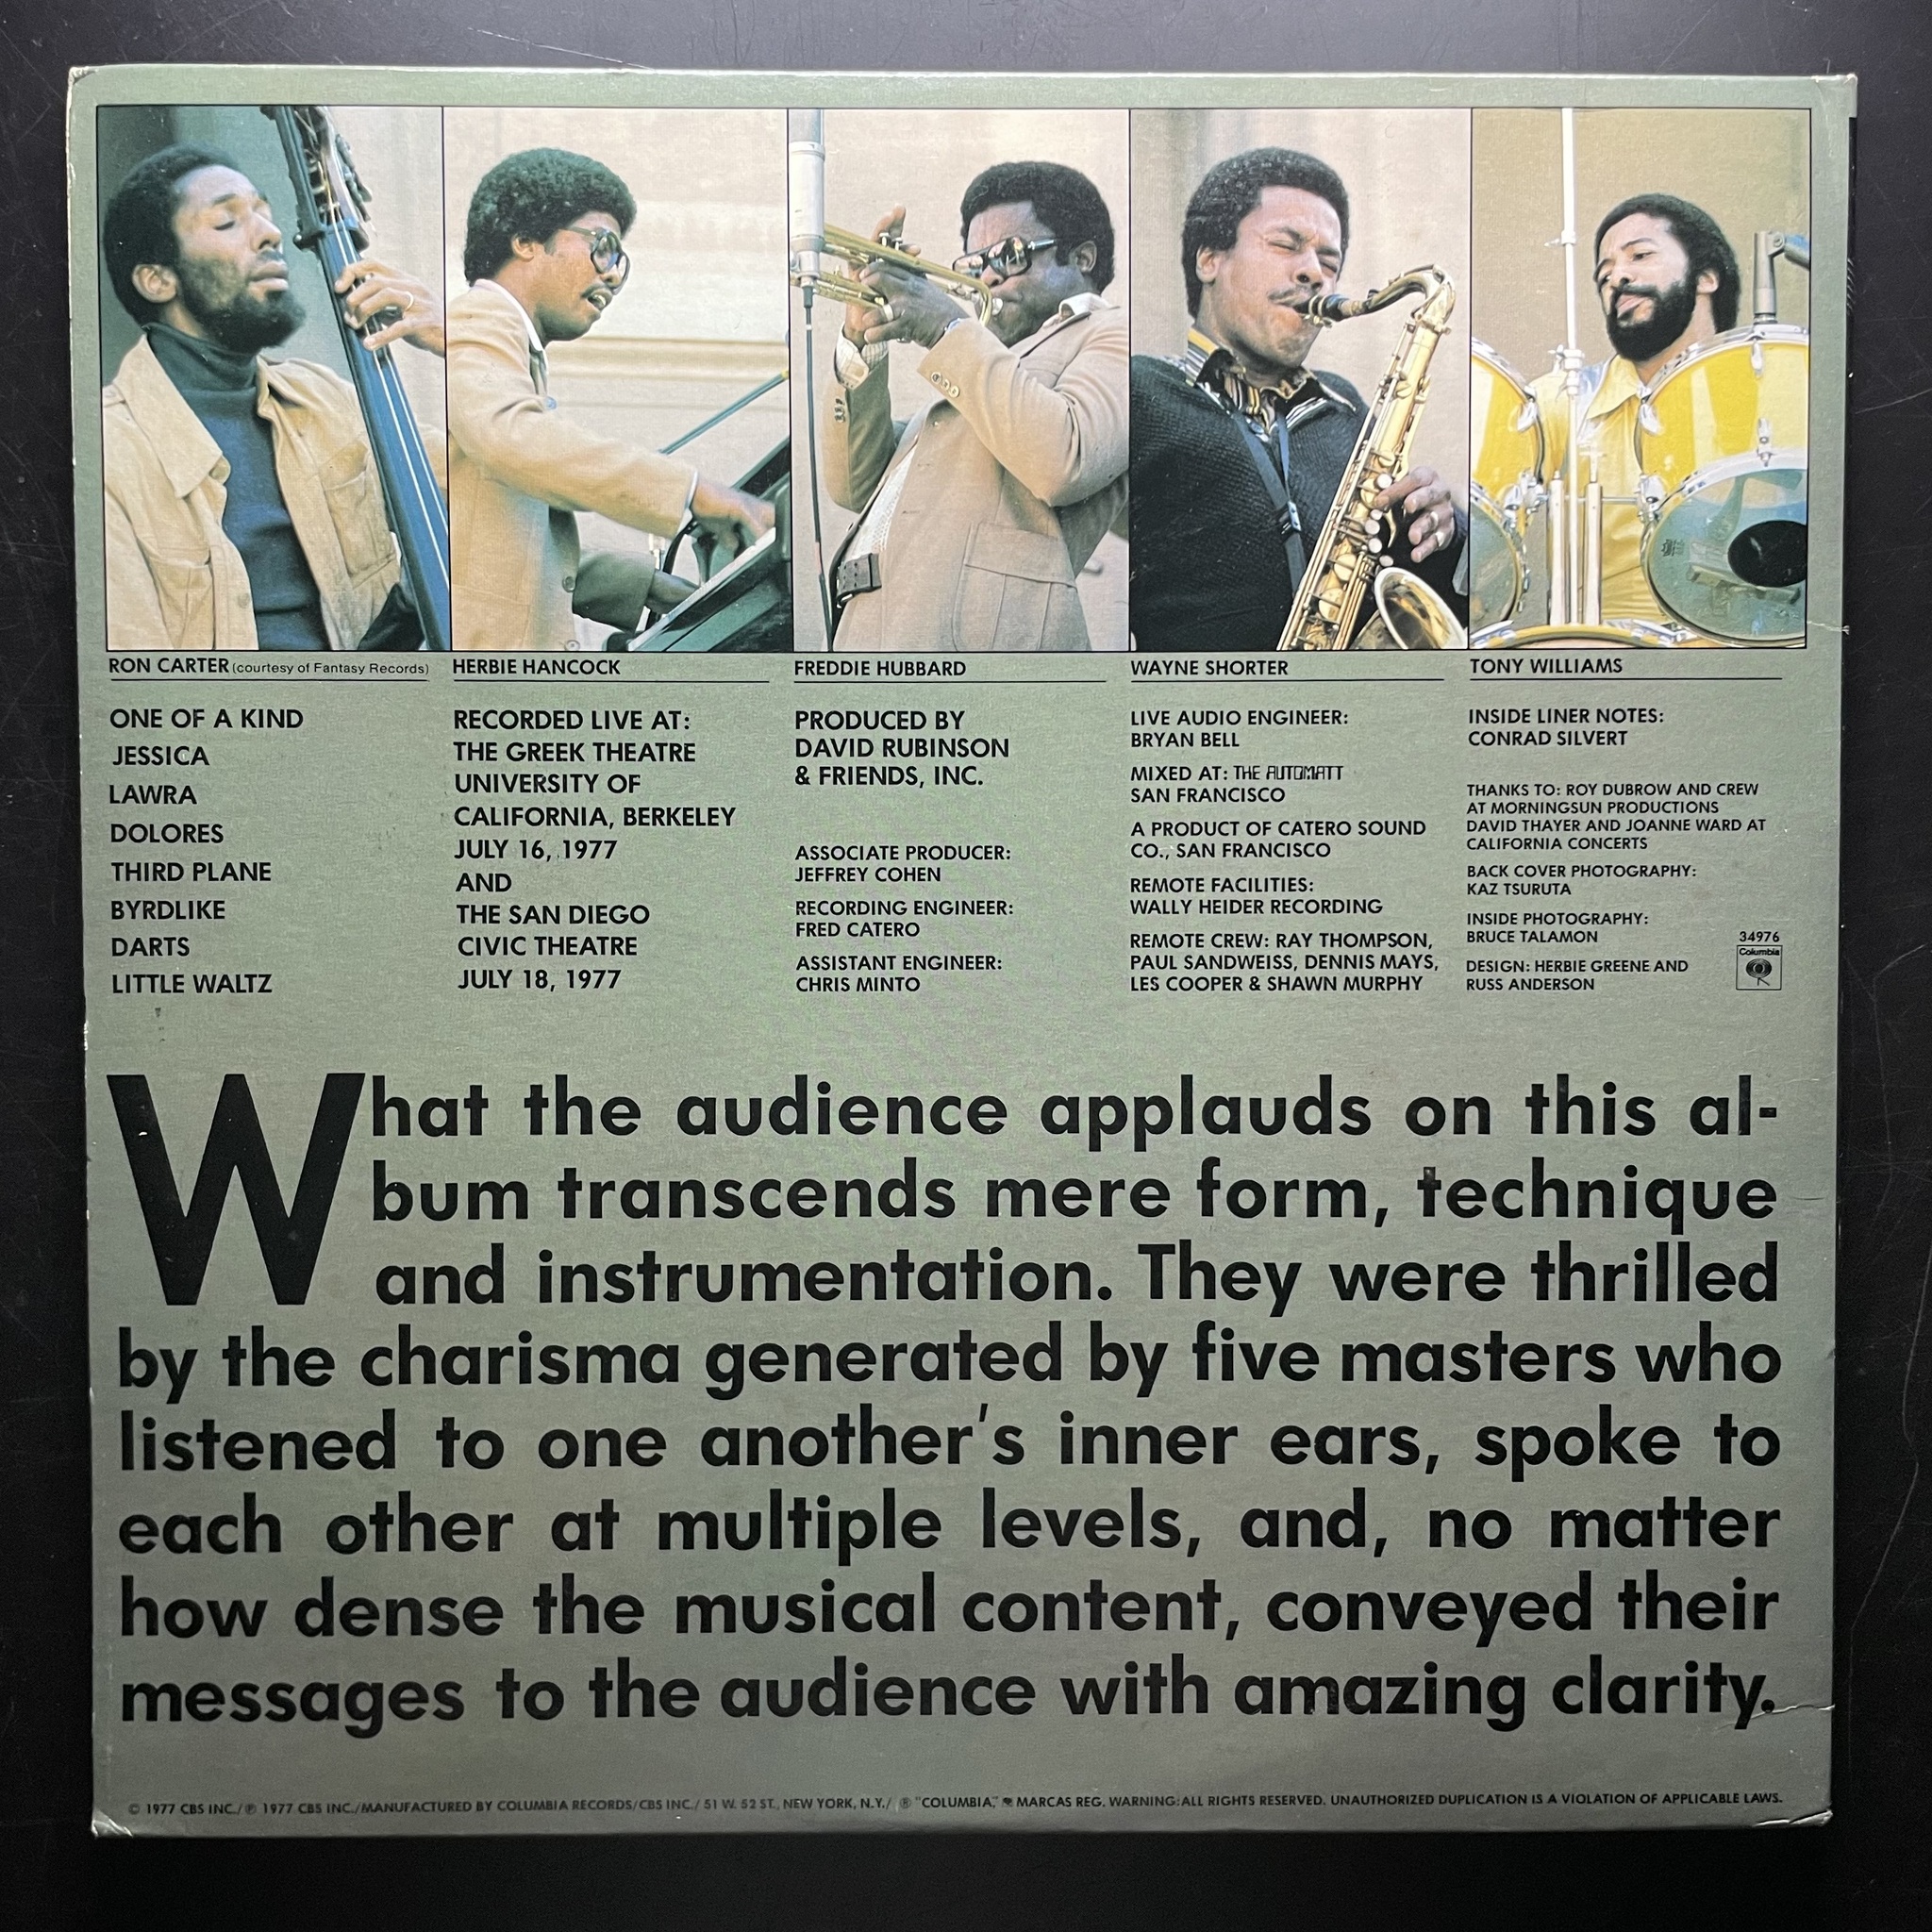 RON CARTER (courtesy of Fantasy Records)
HERBIE HANCOCK
FREDDIE HUBBARD
WAYNE SHORTER
TONY WILLIAMS
ONE OF A KIND
JESSICA
LAWRA
DOLORES
THIRD PLANE
BYRDLIKE
DARTS
LITTLE WALTZ
RECORDED LIVE AT:
THE GREEK THEATRE
UNIVERSITY OF
CALIFORNIA, BERKELEY
JULY 16, 1977
AND
THE SAN DIEGO
CIVIC THEATRE
JULY 18, 1977
PRODUCED BY
DAVID RUBINSON
& FRIENDS, INC.
ASSOCIATE PRODUCER:
JEFFREY COHEN
RECORDING ENGINEER:
FRED CATERO
ASSISTANT ENGINEER:
CHRIS MINTO
LIVE AUDIO ENGINEER:
BRYAN BELL
MIXED AT: THE AUTOMATT
SAN FRANCISCO
A PRODUCT OF CATERO SOUND
CO., SAN FRANCISCO
REMOTE FACILITIES:
WALLY HEIDER RECORDING
REMOTE CREW: RAY THOMPSON,
PAUL SANDWEISS, DENNIS MAYS,
LES COOPER & SHAWN MURPHY
INSIDE LINER NOTES:
CONRAD SILVERT
THANKS TO: ROY DUBROW AND CREW
AT MORNINGSUN PRODUCTIONS
DAVID THAYER AND JOANNE WARD AT
CALIFORNIA CONCERTS
BACK COVER PHOTOGRAPHY:
KAZ TSURUTA
INSIDE PHOTOGRAPHY:
BRUCE TALAMON
DESIGN: HERBIE GREENE AND
RUSS ANDERSON
34976
Columbia
What the audience applauds on this al-
bum transcends mere form, technique
and instrumentation. They were thrilled
by the charisma generated by five masters who
listened to one another's inner ears, spoke to
each other at multiple levels, and, no matter
how dense the musical content, conveyed their
messages to the audience with amazing clarity.
© 1977 CBS INC./℗ 1977 CBS INC./MANUFACTURED BY COLUMBIA RECORDS/CBS INC./ 51 W. 52 ST., NEW YORK, N.Y./ ® "COLUMBIA," MARCAS REG. WARNING: ALL RIGHTS RESERVED. UNAUTHORIZED DUPLICATION IS A VIOLATION OF APPLICABLE LAWS.